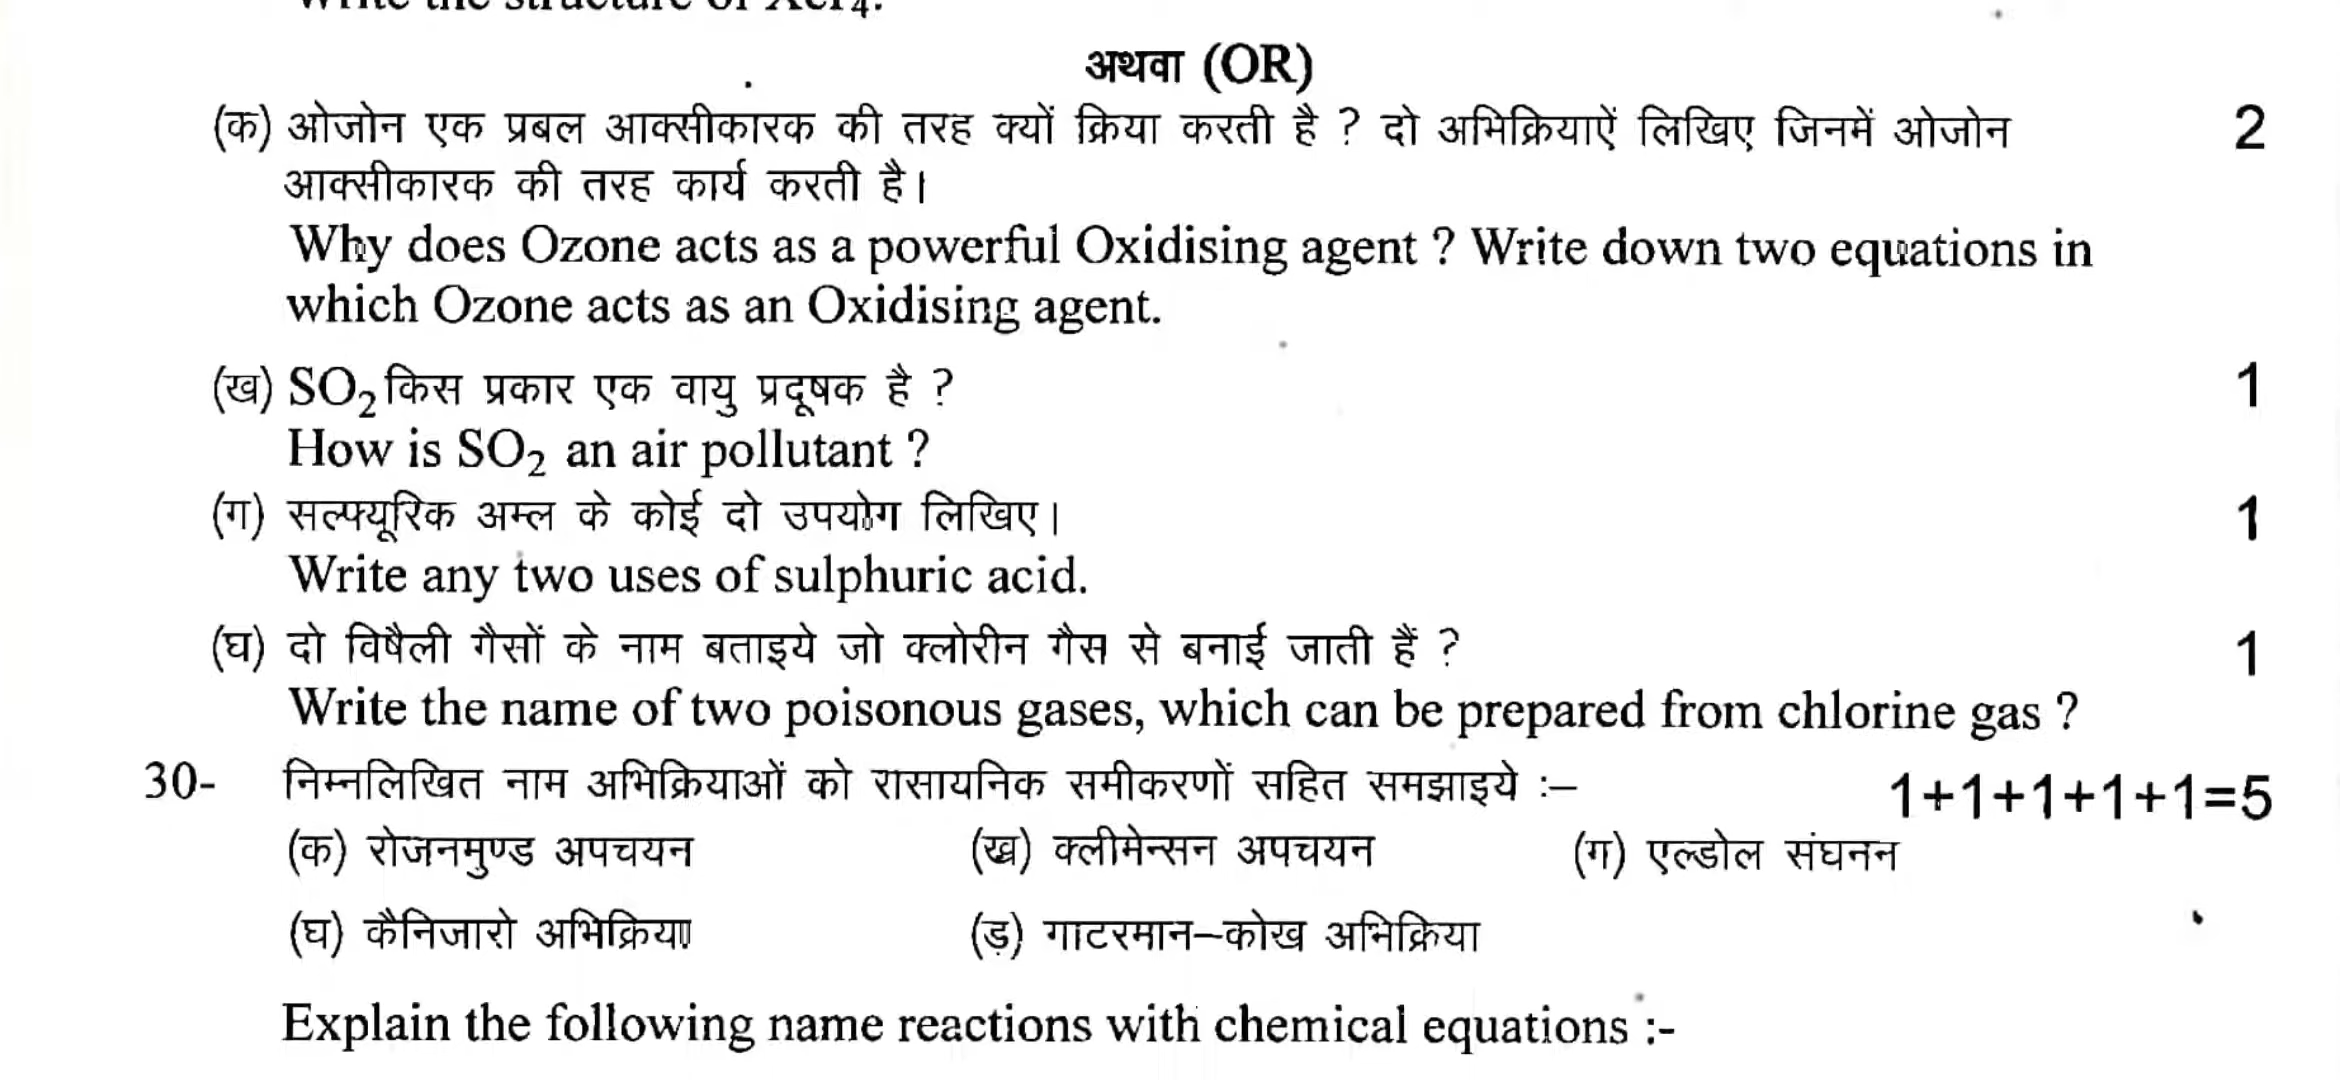 Write the structure of XeF₄.
अथवा (OR)
(क) ओजोन एक प्रबल आक्सीकारक की तरह क्यों क्रिया करती है ? दो अभिक्रियाऐं लिखिए जिनमें ओजोन 2
आक्सीकारक की तरह कार्य करती है।
Why does Ozone acts as a powerful Oxidising agent ? Write down two equations in
which Ozone acts as an Oxidising agent.
(ख) SO₂ किस प्रकार एक वायु प्रदूषक है ? 1
How is SO₂ an air pollutant ?
(ग) सल्फ्यूरिक अम्ल के कोई दो उपयोग लिखिए। 1
Write any two uses of sulphuric acid.
(घ) दो विषैली गैसों के नाम बताइये जो क्लोरीन गैस से बनाई जाती हैं ? 1
Write the name of two poisonous gases, which can be prepared from chlorine gas ?
30- निम्नलिखित नाम अभिक्रियाओं को रासायनिक समीकरणों सहित समझाइये :– 1+1+1+1+1=5
(क) रोजनमुण्ड अपचयन (ख) क्लीमेन्सन अपचयन (ग) एल्डोल संघनन
(घ) कैनिजारो अभिक्रिया (ड़) गाटरमान–कोख अभिक्रिया
Explain the following name reactions with chemical equations :-